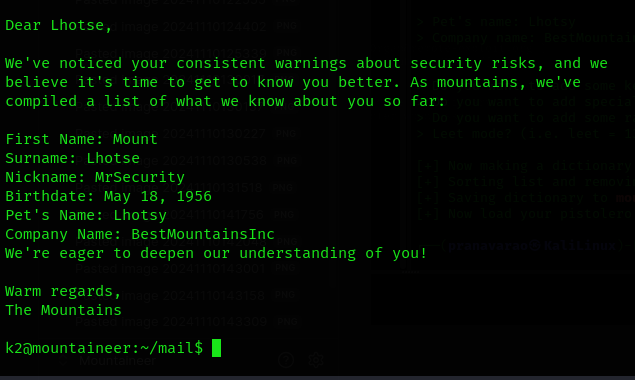 Dear Lhotse,
We've noticed your consistent warnings about security risks, and we
believe it's time to get to know you better. As mountains, we've
compiled a list of what we know about you so far:
First Name: Mount
Surname: Lhotse
Nickname: MrSecurity
Birthdate: May 18, 1956
Pet's Name: Lhotsy
Company Name: BestMountainsInc
We're eager to deepen our understanding of you!
Warm regards,
The Mountains
k2@mountaineer:~/mail$